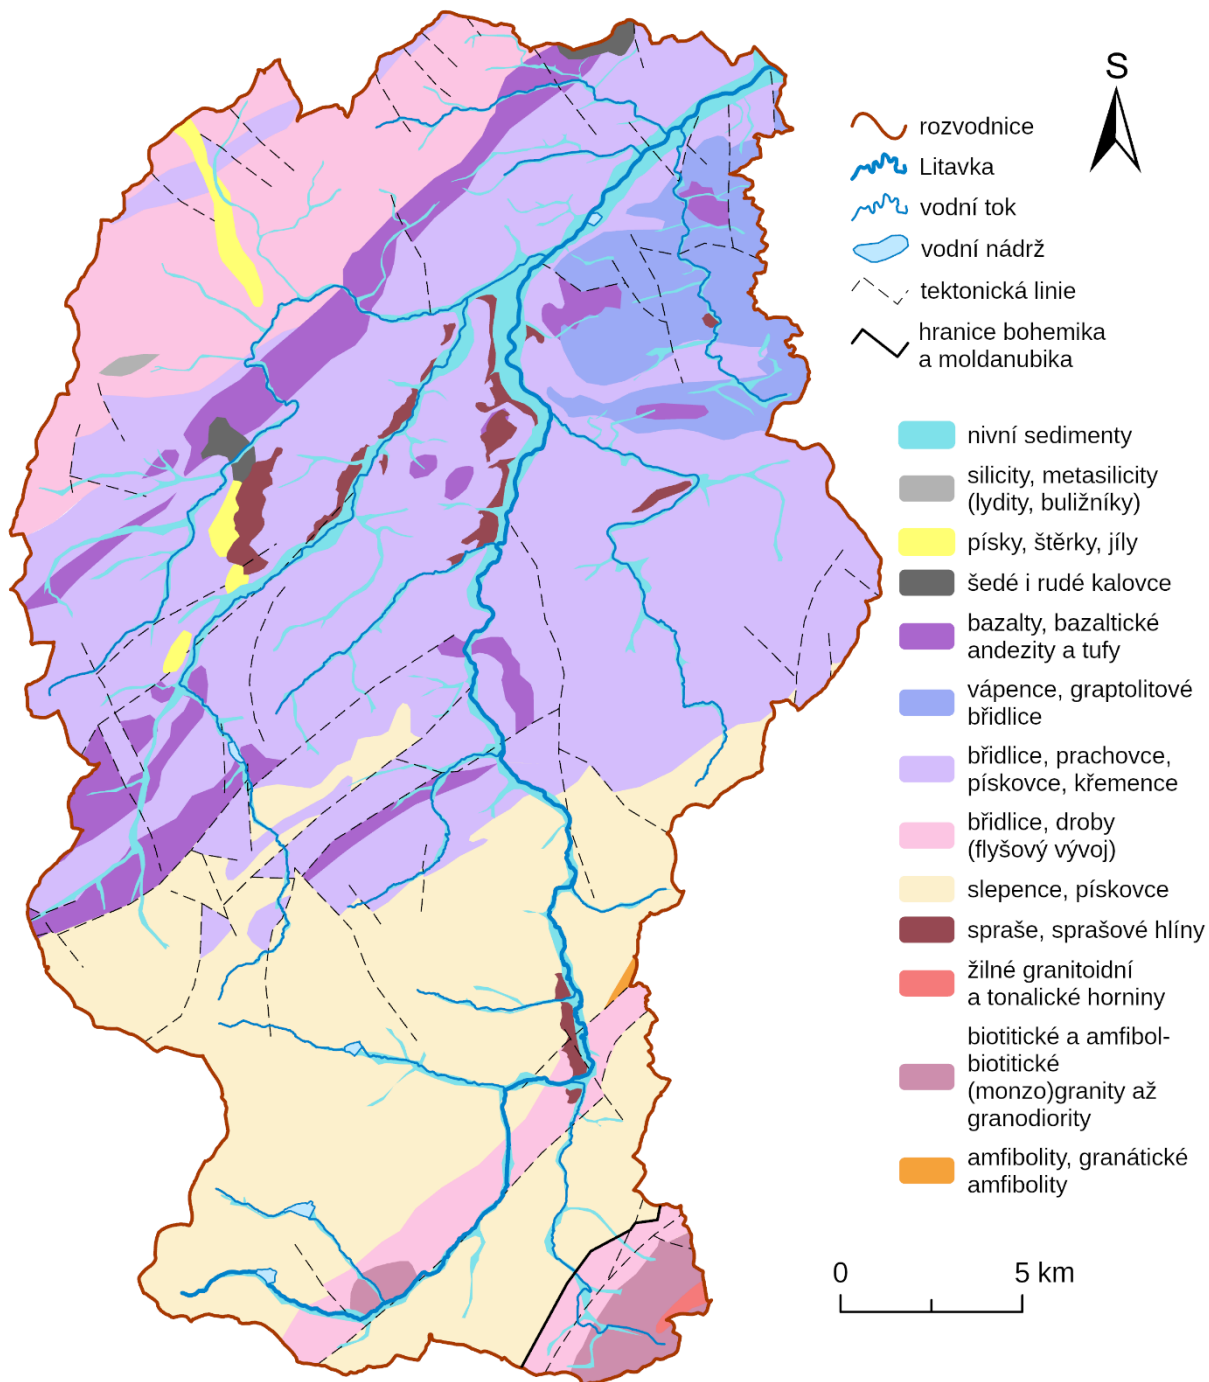 S
rozvodnice
Litavka
vodní tok
vodní nádrž
tektonická linie
hranice bohemika
a moldanubika
nivní sedimenty
silicity, metasilicity
(lydity, buližníky)
písky, štěrky, jíly
šedé i rudé kalovce
bazalty, bazaltické
andezity a tufy
vápence, graptolitové
břidlice
břidlice, prachovce,
pískovce, křemence
břidlice, droby
(flyšový vývoj)
slepence, pískovce
spraše, sprašové hlíny
žilné granitoidní
a tonalické horniny
biotitické a amfibol-
biotitické
(monzo)granity až
granodiority
amfibolity, granátické
amfibolity
0 5 km